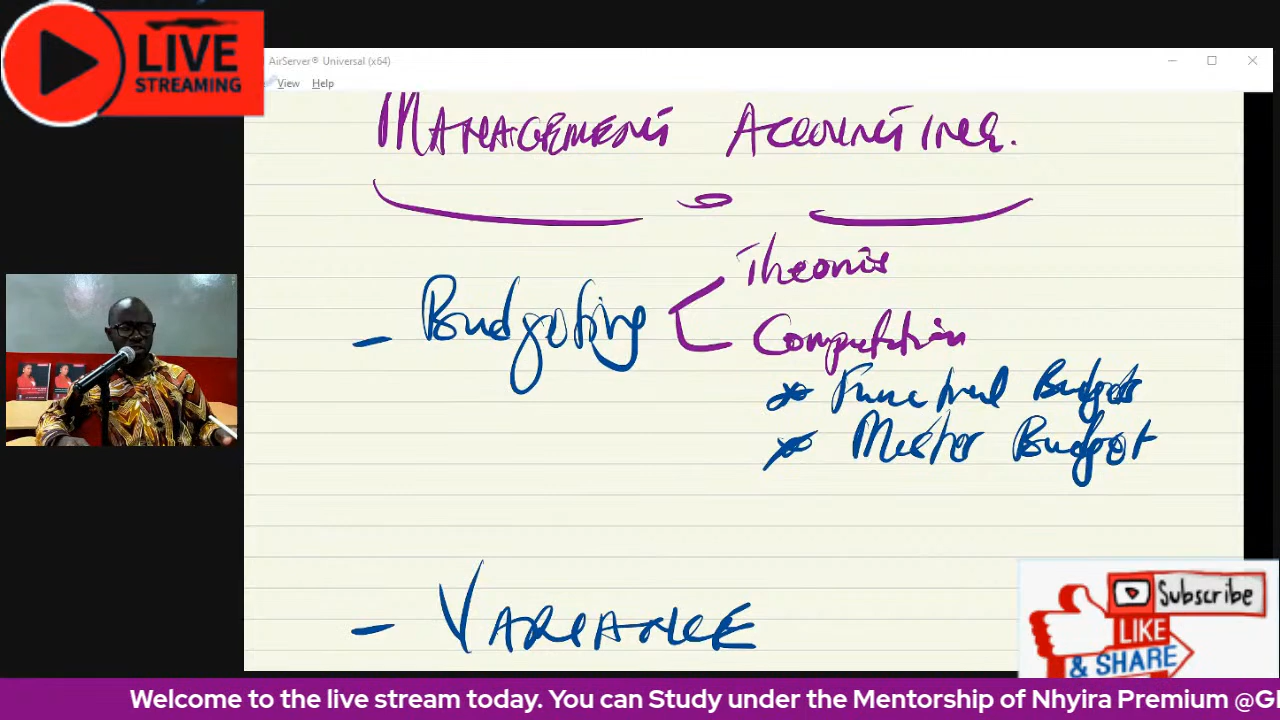 LIVE
STREAMING
AirServer® Universal (x64)
View Help
MANAGEMENT ACCOUNTING.
Theories
- Budgeting
Computation
* Functional Budgets
* Master Budget
- VARIANCE
Subscribe
LIKE
& SHARE
Welcome to the live stream today. You can Study under the Mentorship of Nhyira Premium @G